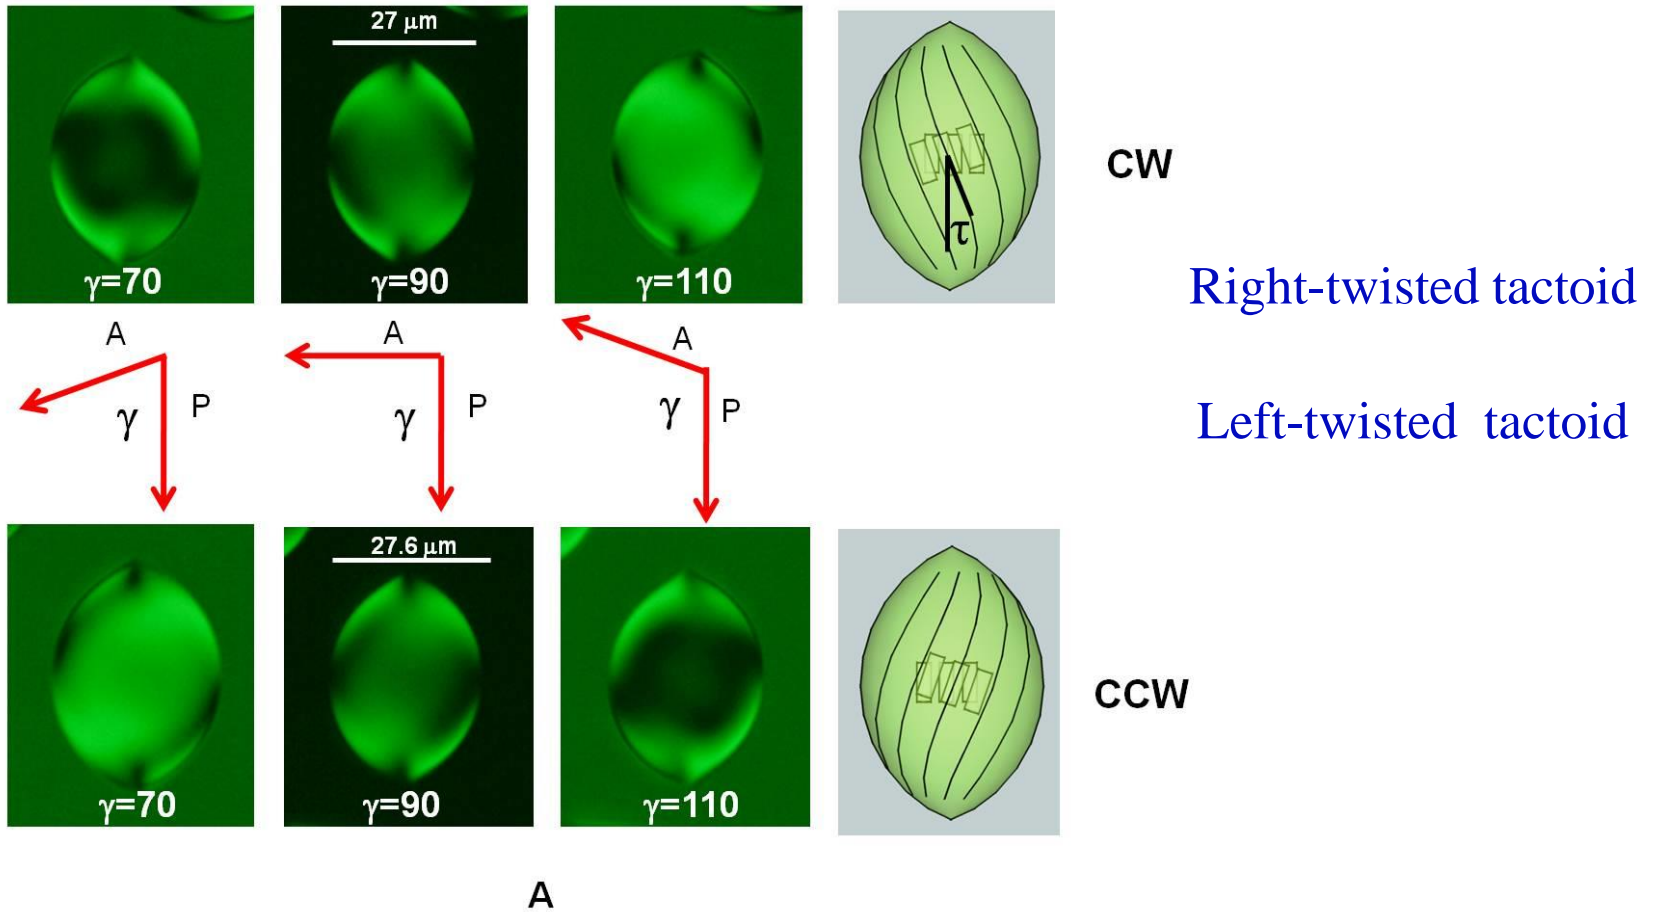 27 μm
γ=70
γ=90
γ=110
τ
CW
Right-twisted tactoid
A
P
γ
A
P
γ
A
P
γ
Left-twisted tactoid
27.6 μm
γ=70
γ=90
γ=110
CCW
A